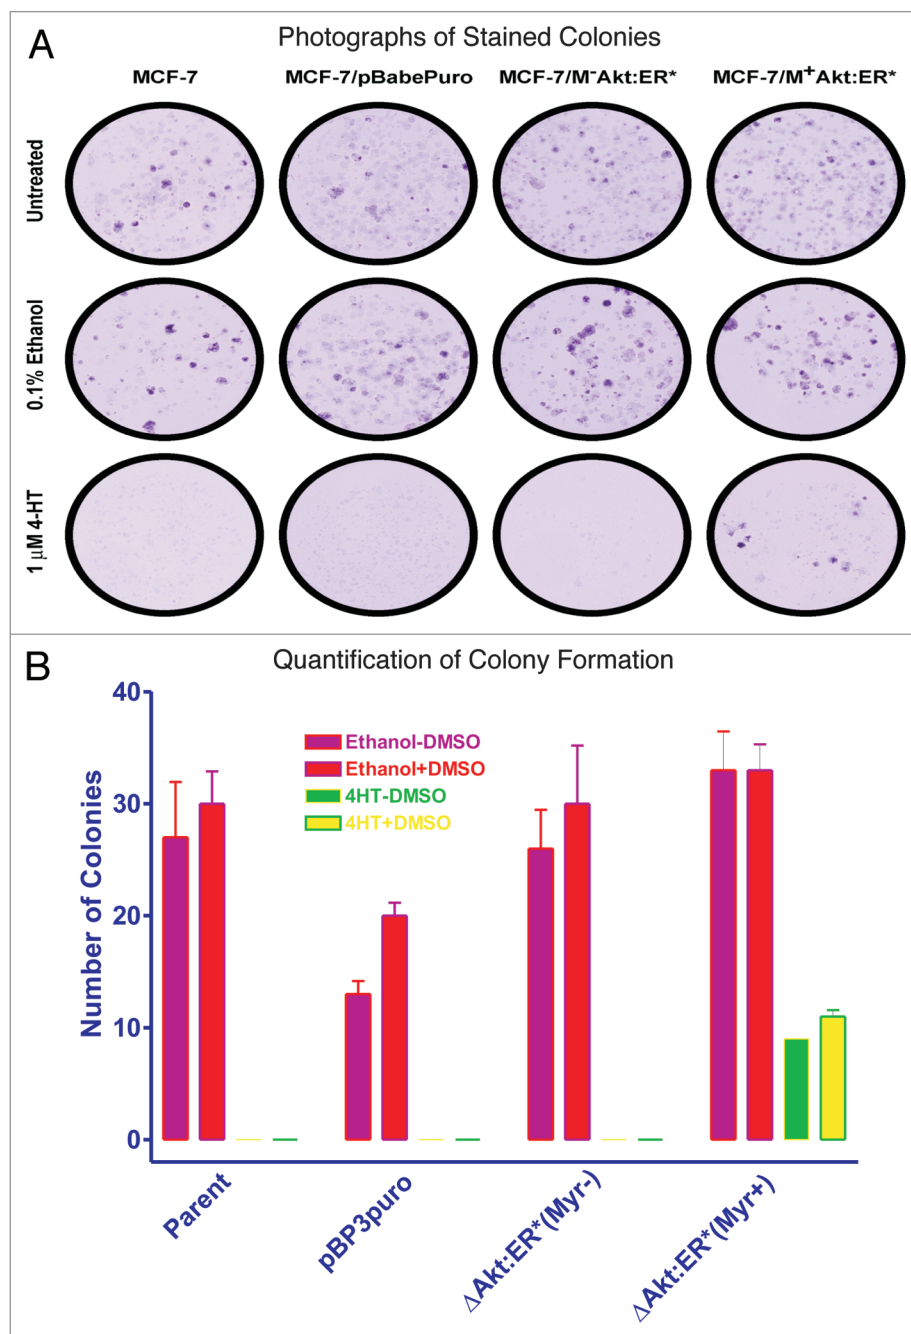 A
Photographs of Stained Colonies
MCF-7
MCF-7/pBabePuro
MCF-7/M⁻Akt:ER*
MCF-7/M⁺Akt:ER*
Untreated
0.1% Ethanol
1 µM 4-HT
B
Quantification of Colony Formation
Number of Colonies
40
30
20
10
0
Ethanol-DMSO
Ethanol+DMSO
4HT-DMSO
4HT+DMSO
Parent
pBP3puro
ΔAkt:ER*(Myr-)
ΔAkt:ER*(Myr+)